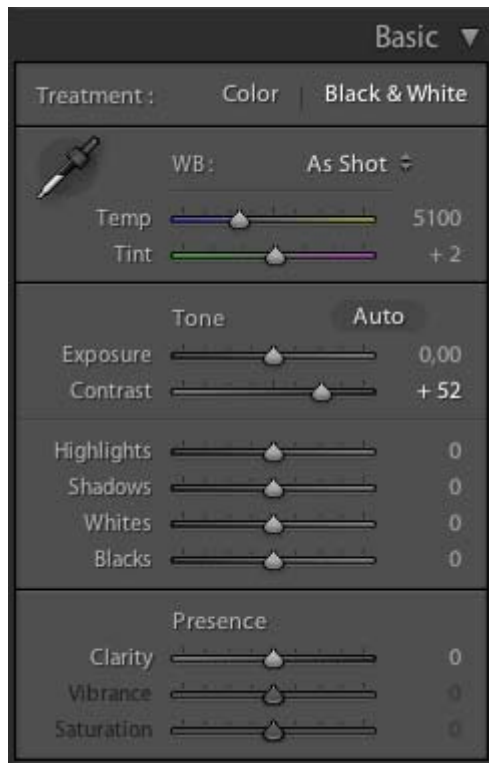 Basic ▼
Treatment : Color | Black & White
WB : As Shot
Temp 5100
Tint + 2
Tone Auto
Exposure 0,00
Contrast + 52
Highlights 0
Shadows 0
Whites 0
Blacks 0
Presence
Clarity 0
Vibrance 0
Saturation 0